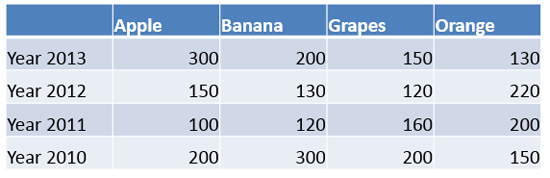 Apple Banana Grapes Orange
Year 2013 300 200 150 130
Year 2012 150 130 120 220
Year 2011 100 120 160 200
Year 2010 200 300 200 150